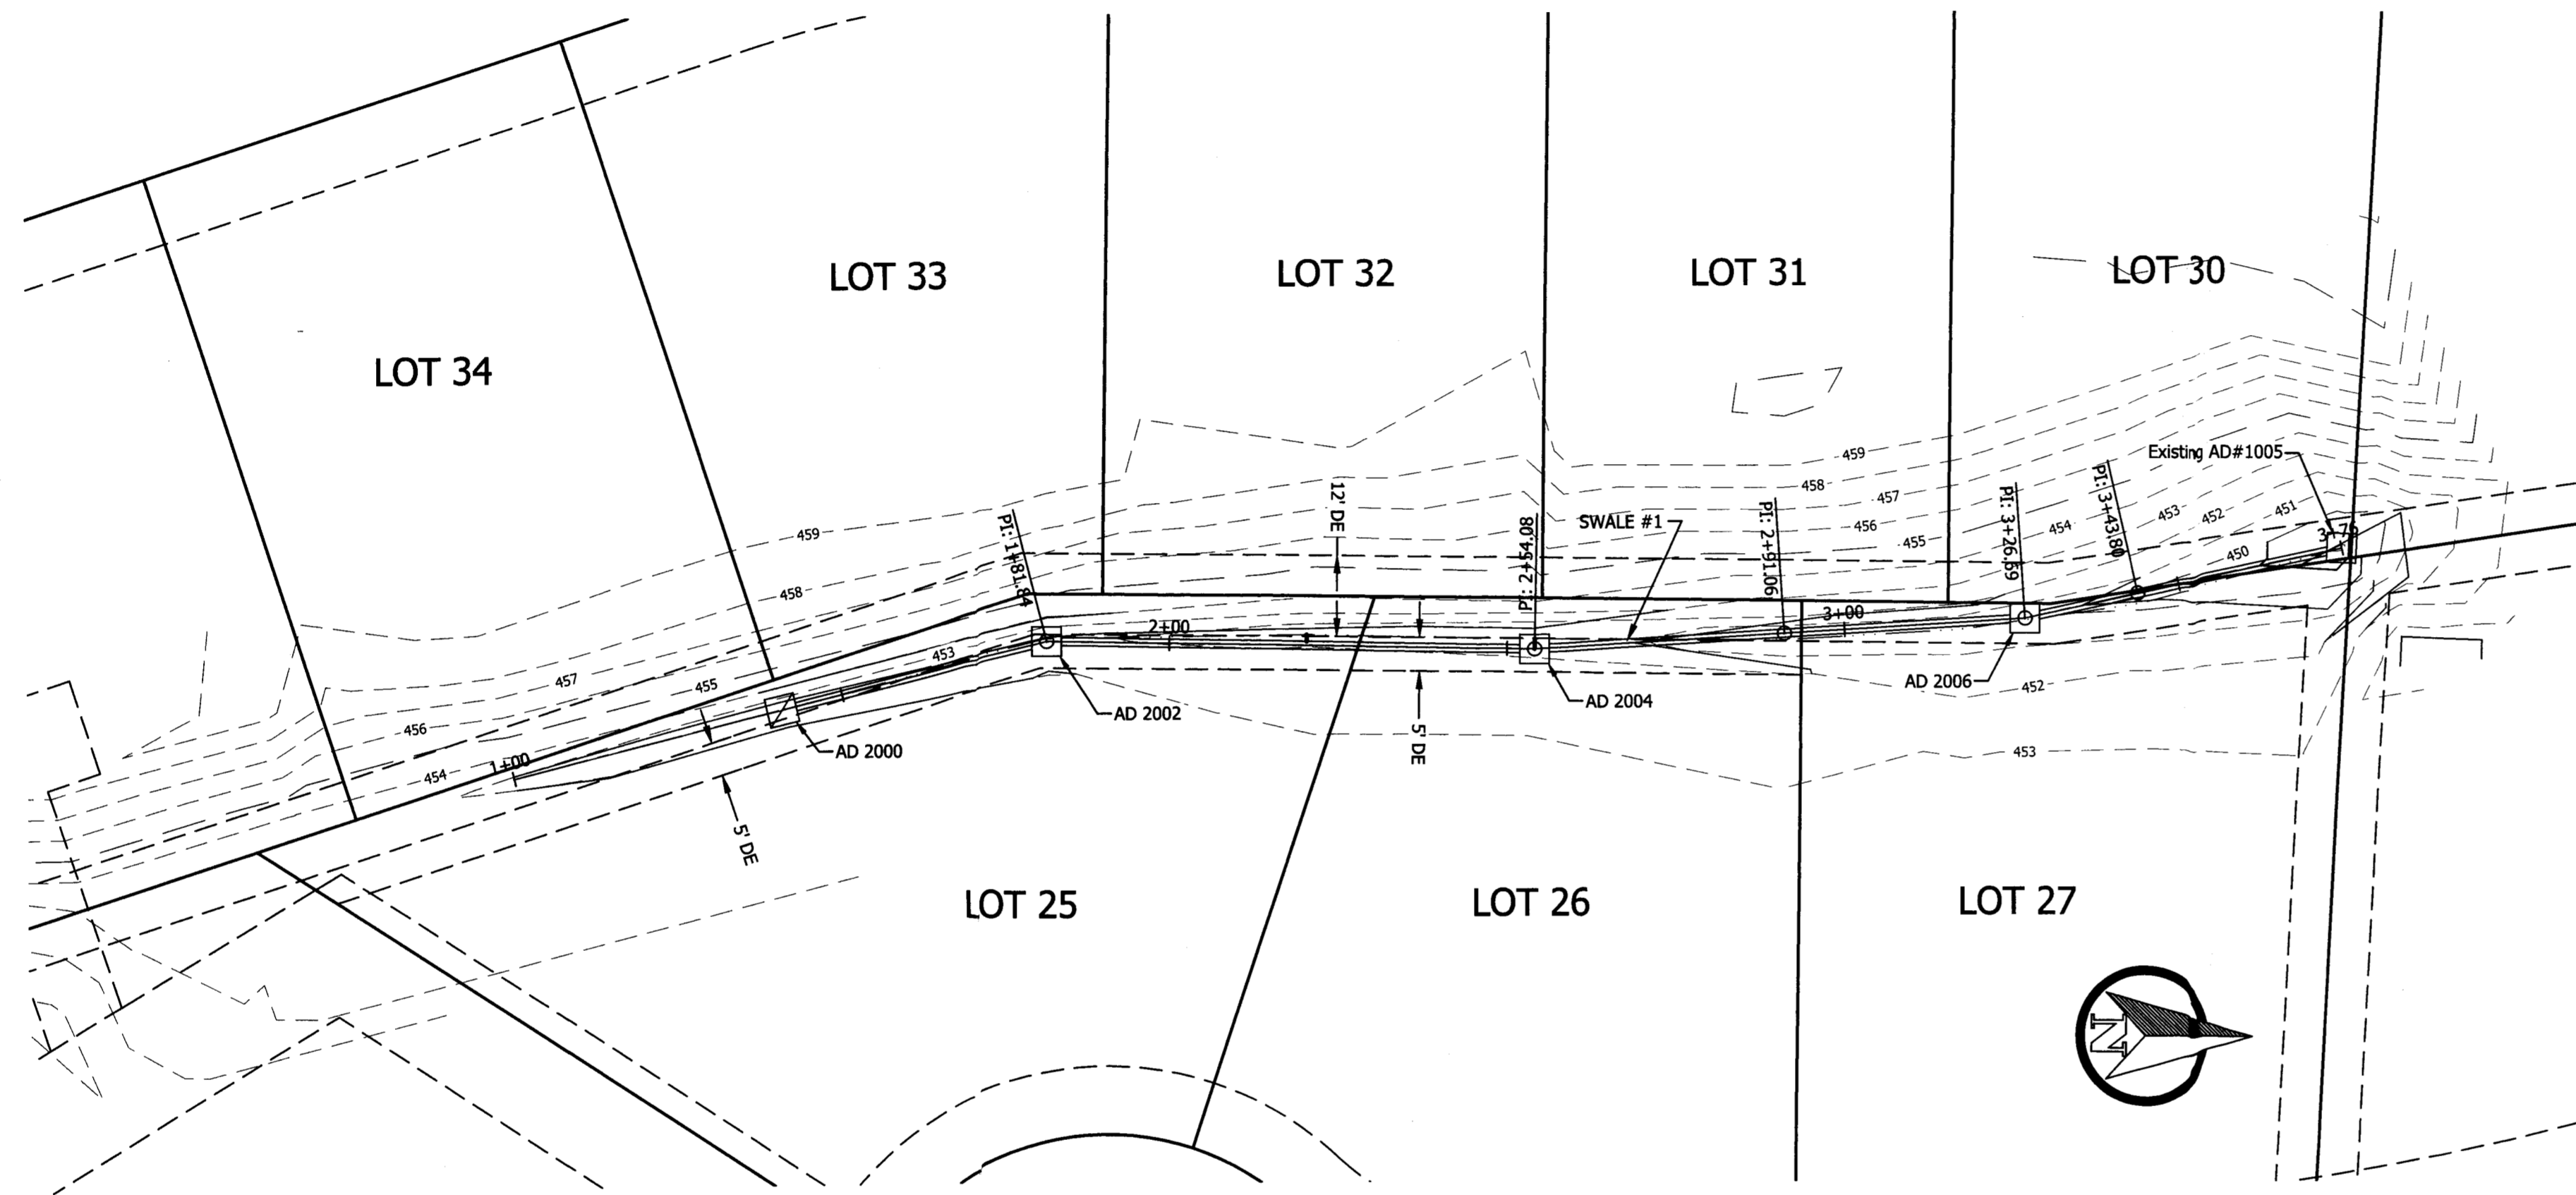 LOT 34
LOT 33
LOT 32
LOT 31
LOT 30
459
458
457
456
455
454
453
452
451
450
Existing AD#1005
3+76
PI: 3+43.80
PI: 3+26.69
PI: 2+91.06
SWALE #1
PI: 2+54.08
12' DE
PI: 1+81.84
459
458
457
456
455
454
453
1+00
2+00
3+00
AD 2000
AD 2002
AD 2004
AD 2006
452
453
5' DE
5' DE
LOT 25
LOT 26
LOT 27
N